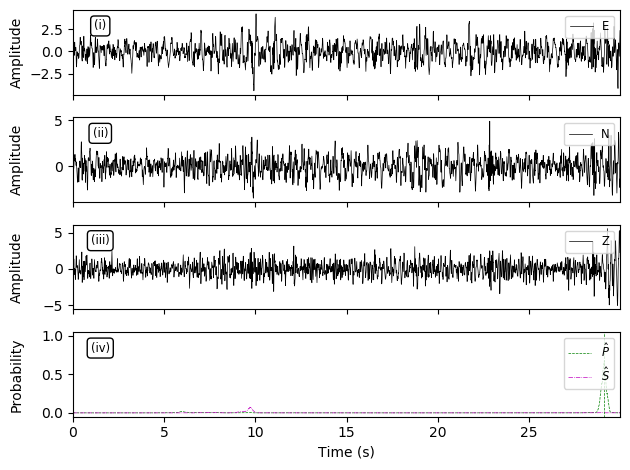 (i)
E
Amplitude
2.5
0.0
−2.5
(ii)
N
Amplitude
5
0
(iii)
Z
Amplitude
5
0
−5
(iv)
P̂
Ŝ
Probability
1.0
0.5
0.0
0 5 10 15 20 25
Time (s)